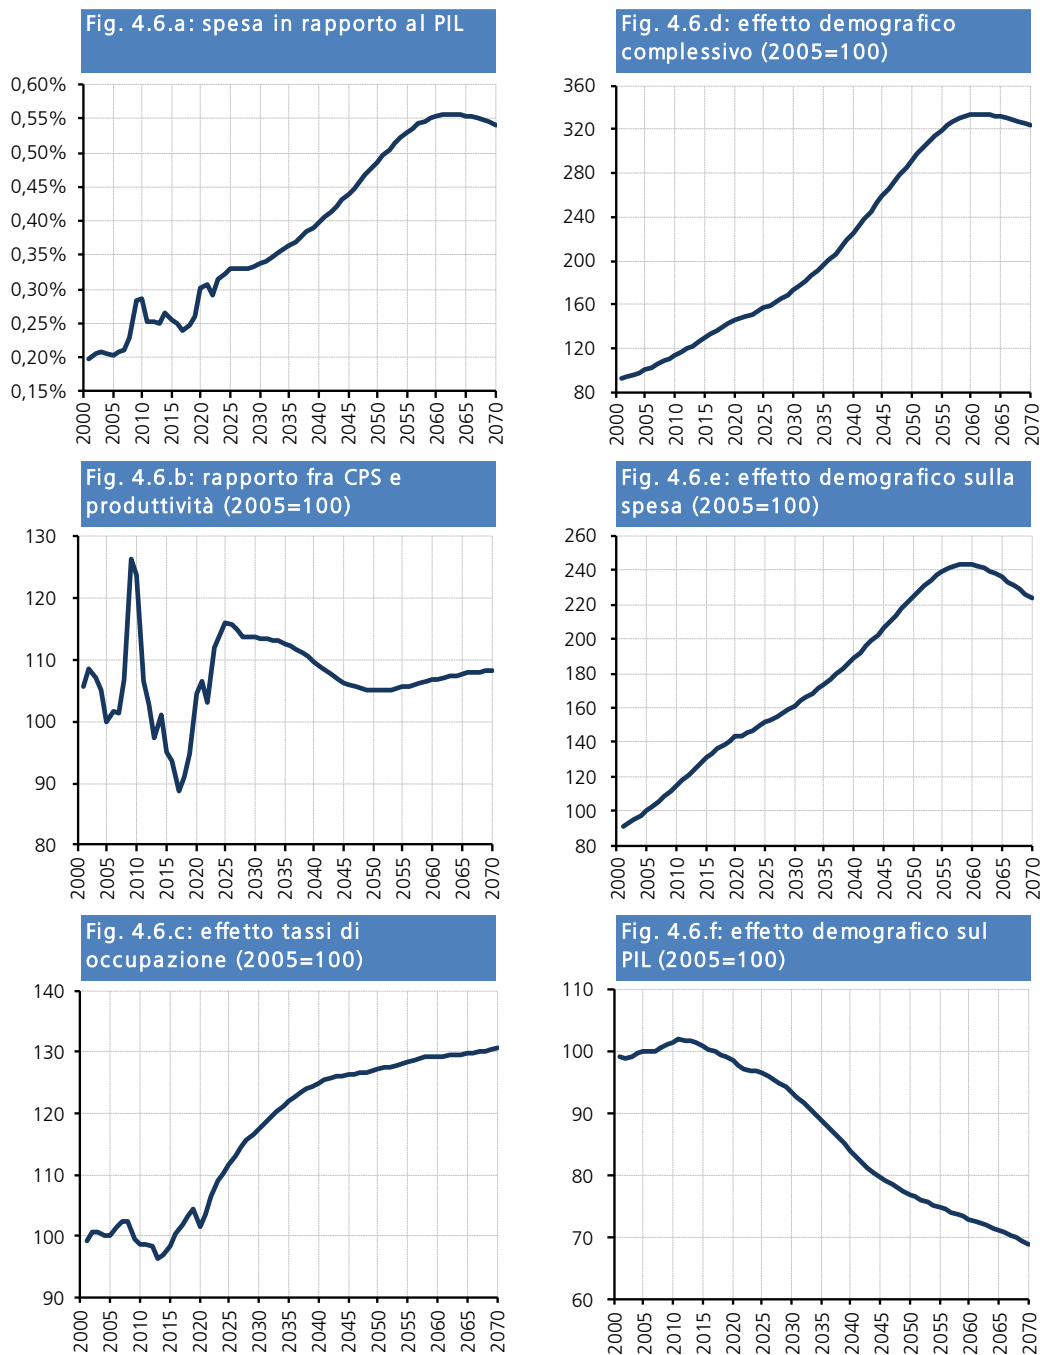 Fig. 4.6.a: spesa in rapporto al PIL
0,60%
0,55%
0,50%
0,45%
0,40%
0,35%
0,30%
0,25%
0,20%
0,15%
2000 2005 2010 2015 2020 2025 2030 2035 2040 2045 2050 2055 2060 2065 2070
Fig. 4.6.d: effetto demografico
complessivo (2005=100)
360
320
280
240
200
160
120
80
2000 2005 2010 2015 2020 2025 2030 2035 2040 2045 2050 2055 2060 2065 2070
Fig. 4.6.b: rapporto fra CPS e
produttività (2005=100)
130
120
110
100
90
80
2000 2005 2010 2015 2020 2025 2030 2035 2040 2045 2050 2055 2060 2065 2070
Fig. 4.6.e: effetto demografico sulla
spesa (2005=100)
260
240
220
200
180
160
140
120
100
80
2000 2005 2010 2015 2020 2025 2030 2035 2040 2045 2050 2055 2060 2065 2070
Fig. 4.6.c: effetto tassi di
occupazione (2005=100)
140
130
120
110
100
90
2000 2005 2010 2015 2020 2025 2030 2035 2040 2045 2050 2055 2060 2065 2070
Fig. 4.6.f: effetto demografico sul
PIL (2005=100)
110
100
90
80
70
60
2000 2005 2010 2015 2020 2025 2030 2035 2040 2045 2050 2055 2060 2065 2070